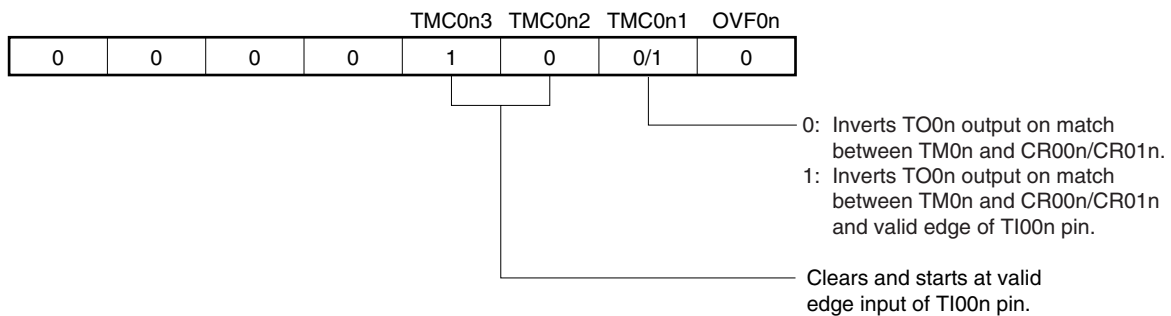 TMC0n3 TMC0n2 TMC0n1 OVF0n
0 0 0 0 1 0 0/1 0
0: Inverts TO0n output on match
between TM0n and CR00n/CR01n.
1: Inverts TO0n output on match
between TM0n and CR00n/CR01n
and valid edge of TI00n pin.
Clears and starts at valid
edge input of TI00n pin.